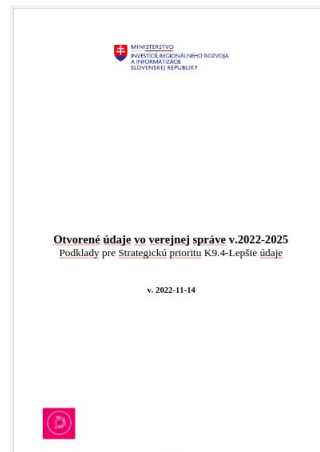 MINISTERSTVO
INVESTÍCIÍ, REGIONÁLNEHO ROZVOJA
A INFORMATIZÁCIE
SLOVENSKEJ REPUBLIKY
Otvorené údaje vo verejnej správe v.2022-2025
Podklady pre Strategickú prioritu K9.4-Lepšie údaje
v. 2022-11-14